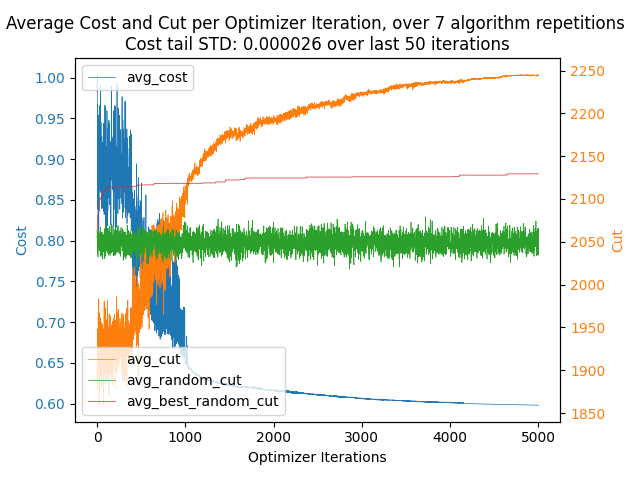 Average Cost and Cut per Optimizer Iteration, over 7 algorithm repetitions
Cost tail STD: 0.000026 over last 50 iterations
avg_cost
1.00
0.95
0.90
0.85
0.80
0.75
0.70
0.65
0.60
Cost
2250
2200
2150
2100
2050
2000
1950
1900
1850
Cut
avg_cut
avg_random_cut
avg_best_random_cut
0
1000
2000
3000
4000
5000
Optimizer Iterations